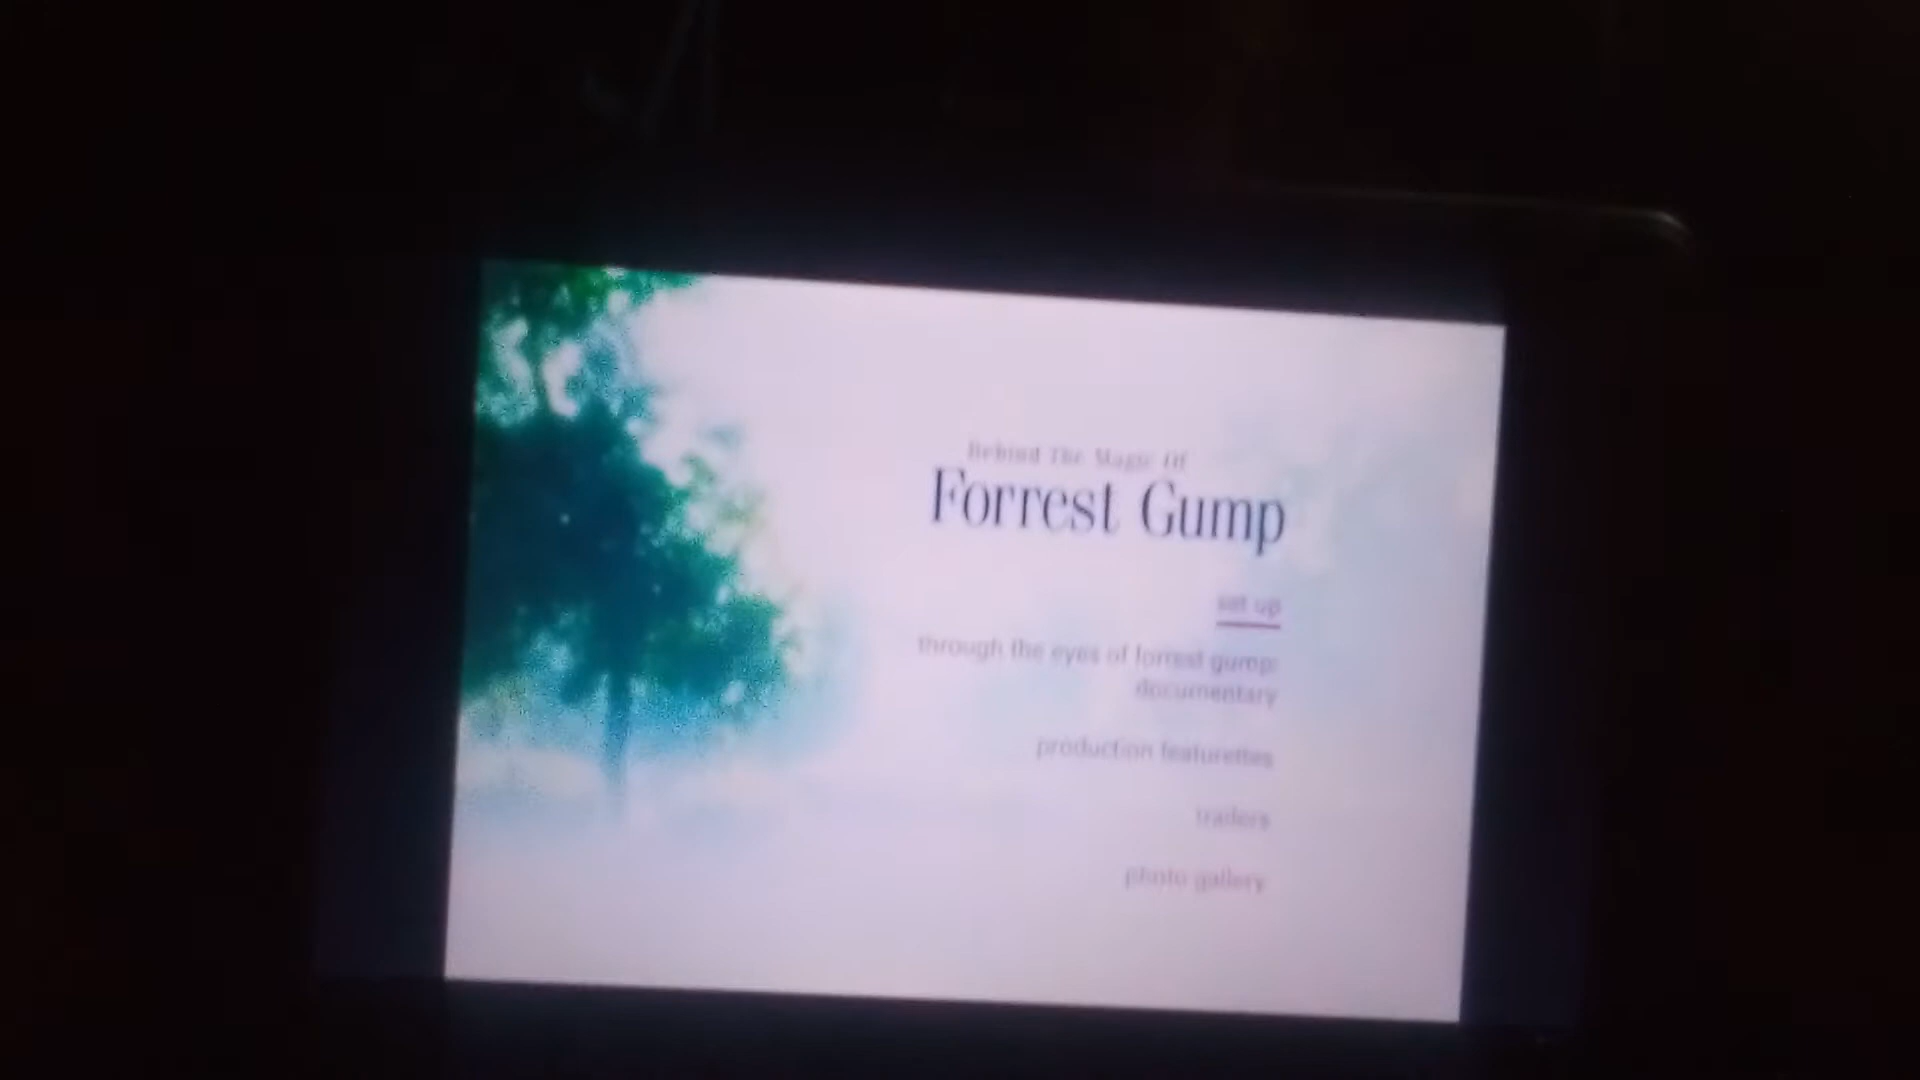 Behind The Magic Of
Forrest Gump
set up
through the eyes of forrest gump:
documentary
production featurettes
trailers
photo gallery